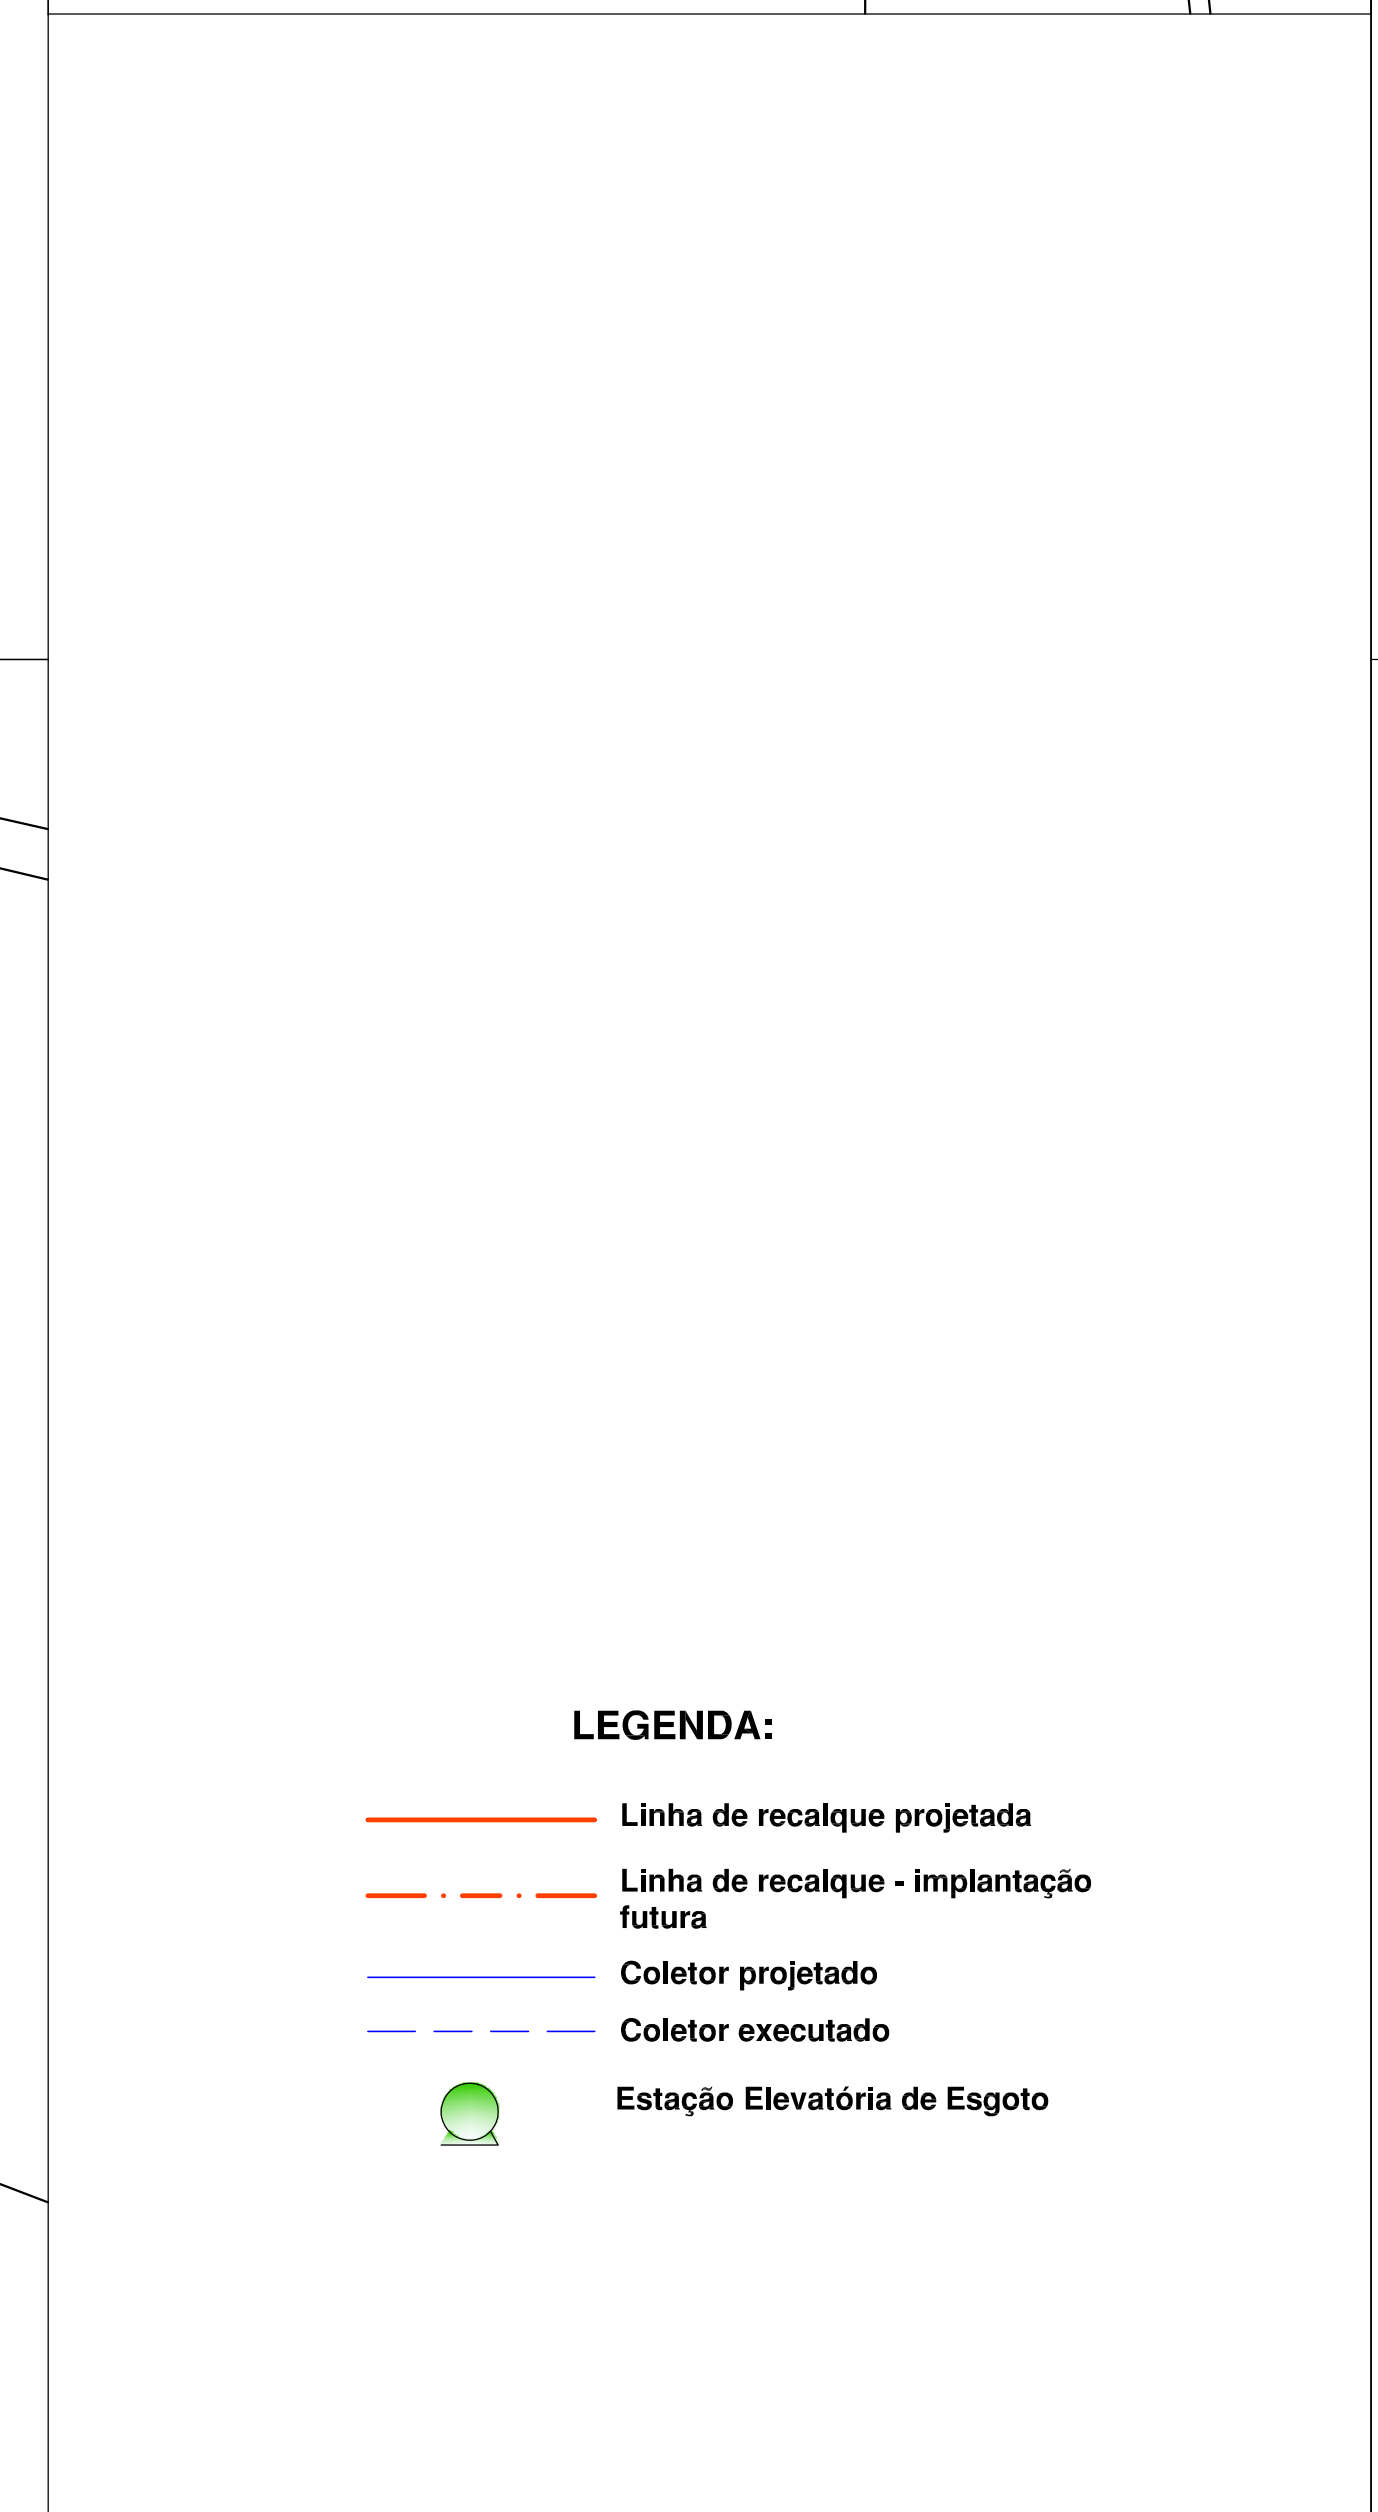 LEGENDA:
Linha de recalque projetada
Linha de recalque - implantação
futura
Coletor projetado
Coletor executado
Estação Elevatória de Esgoto